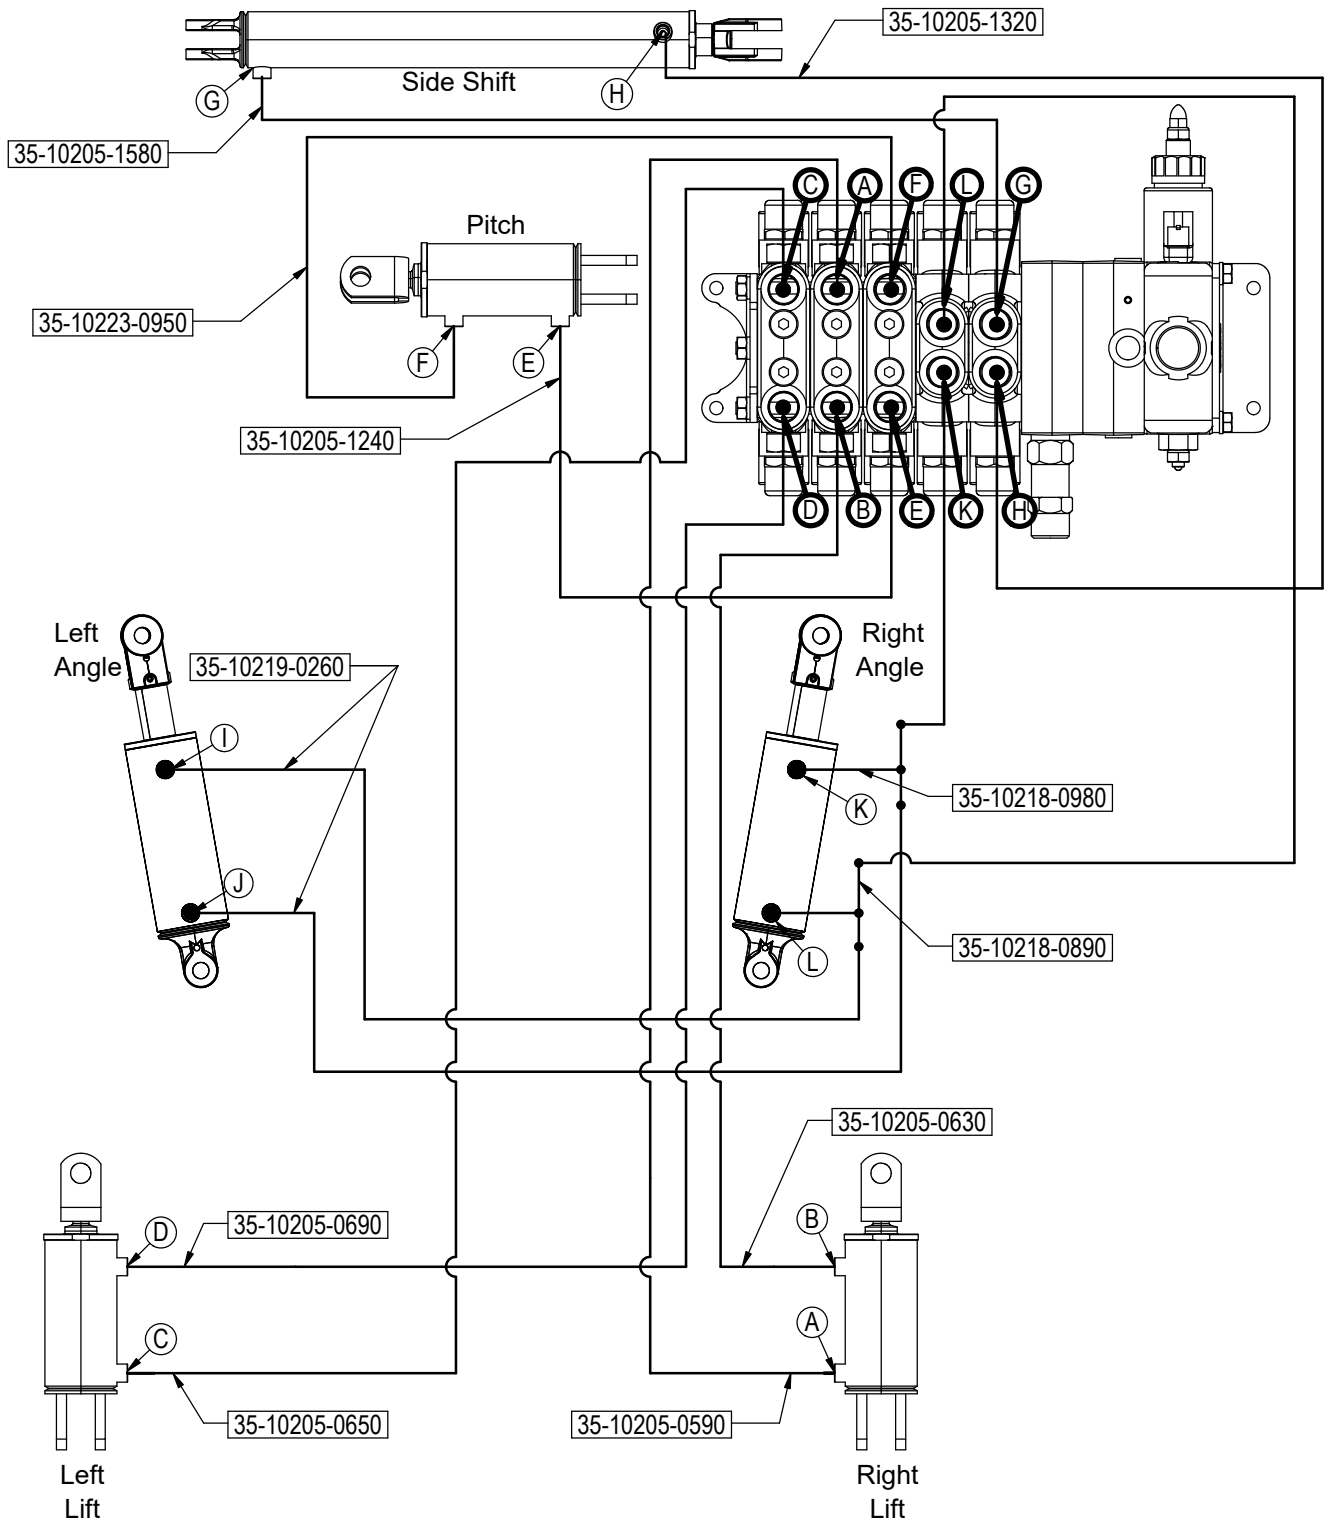 35-10205-1320
Side Shift
G
H
35-10205-1580
C
A
F
L
G
Pitch
35-10223-0950
F
E
35-10205-1240
D
B
E
K
H
Left
Angle
35-10219-0260
Right
Angle
I
K
35-10218-0980
J
L
35-10218-0890
35-10205-0630
D
35-10205-0690
B
C
A
35-10205-0650
35-10205-0590
Left
Lift
Right
Lift